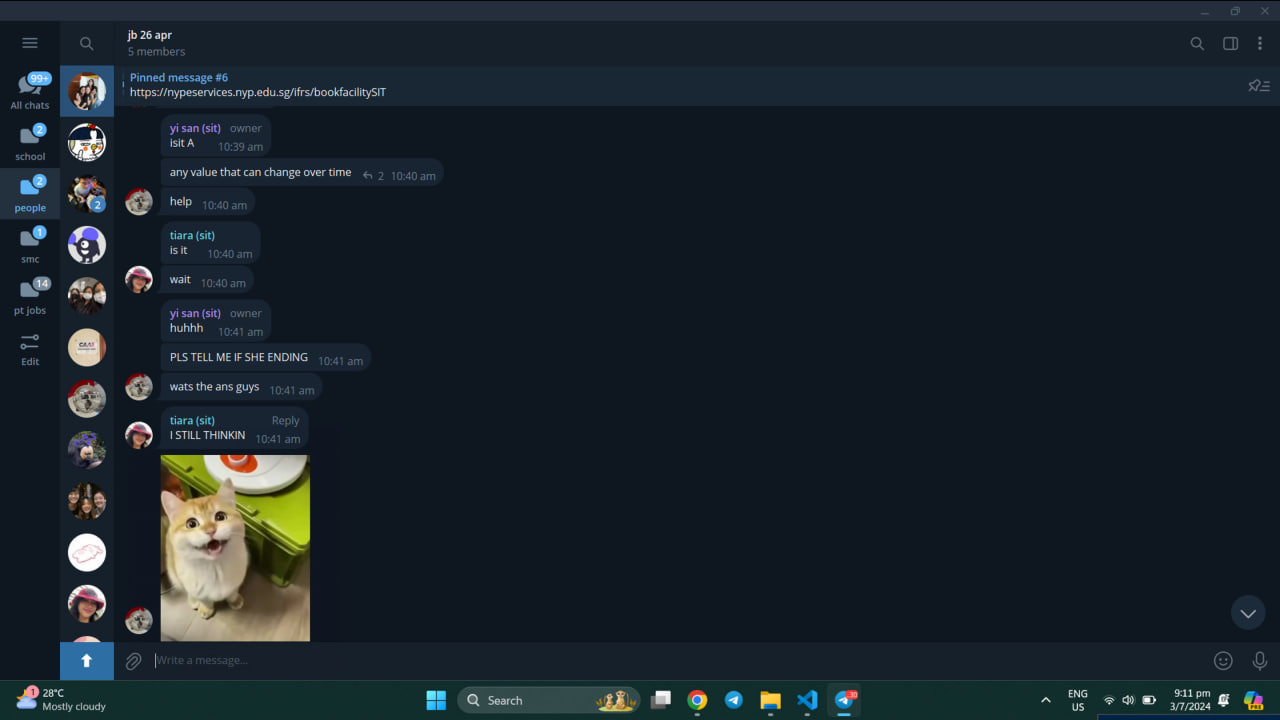 jb 26 apr
5 members
Pinned message #6
https://nypeservices.nyp.edu.sg/ifrs/bookfacilitySIT
99+
All chats
2
school
2
people
1
smc
14
pt jobs
Edit
2
yi san (sit) owner
isit A 10:39 am
any value that can change over time 2 10:40 am
help 10:40 am
tiara (sit)
is it 10:40 am
wait 10:40 am
yi san (sit) owner
huhhh 10:41 am
PLS TELL ME IF SHE ENDING 10:41 am
wats the ans guys 10:41 am
tiara (sit) Reply
I STILL THINKIN 10:41 am
Write a message...
1
28°C
Mostly cloudy
Search
30
ENG
US
9:11 pm
3/7/2024
PRE